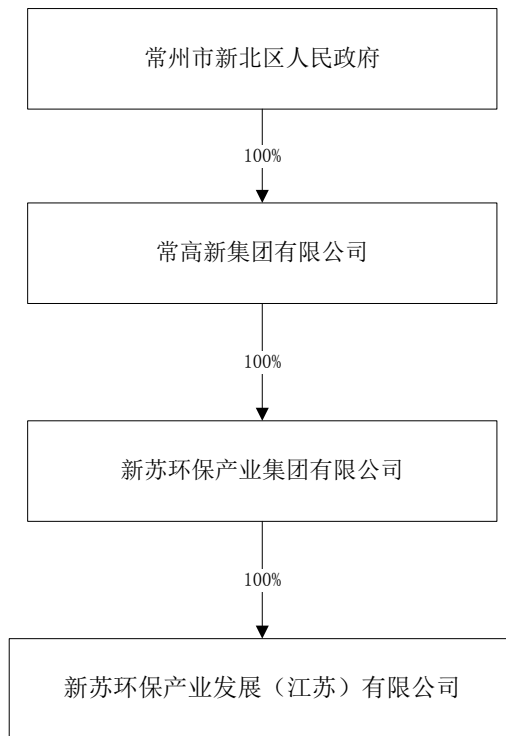 常州市新北区人民政府
100%
常高新集团有限公司
100%
新苏环保产业集团有限公司
100%
新苏环保产业发展（江苏）有限公司